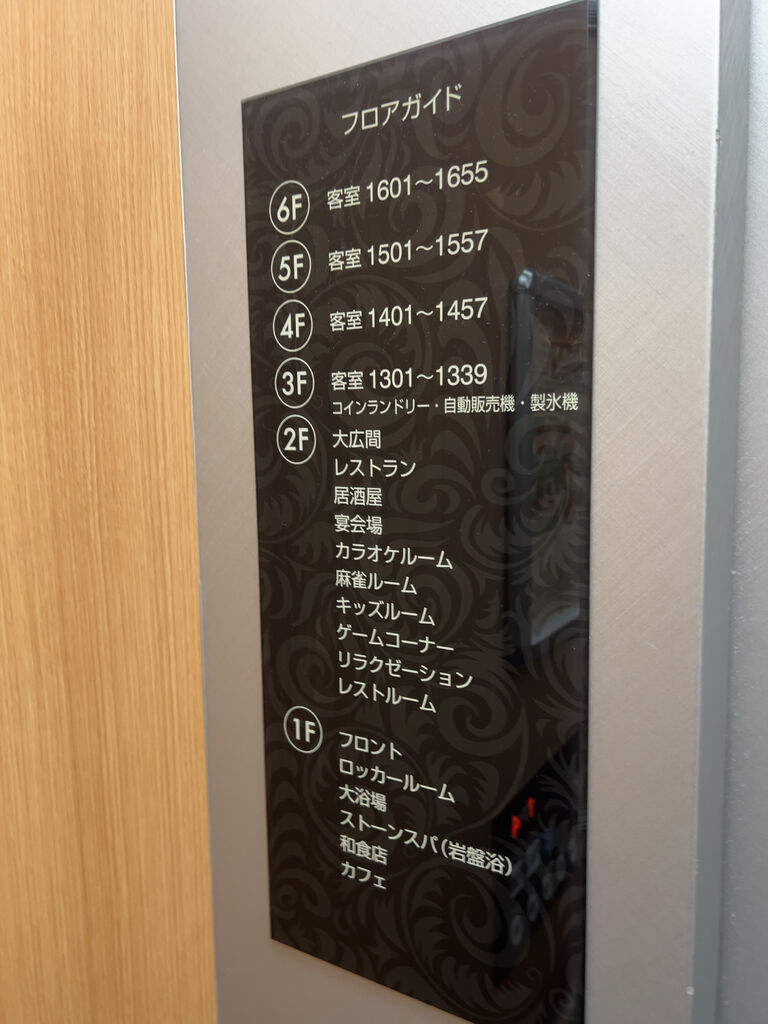 フロアガイド
6F 客室 1601～1655
5F 客室 1501～1557
4F 客室 1401～1457
3F 客室 1301～1339
コインランドリー・自動販売機・製氷機
2F 大広間
レストラン
居酒屋
宴会場
カラオケルーム
麻雀ルーム
キッズルーム
ゲームコーナー
リラクゼーション
レストルーム
1F フロント
ロッカールーム
大浴場
ストーンスパ（岩盤浴）
和食店
カフェ